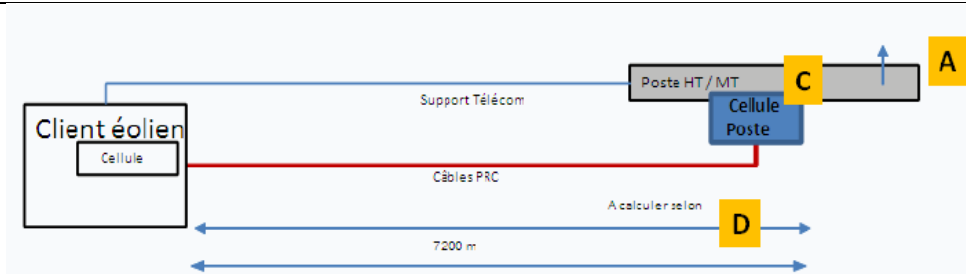 A
Poste HT / MT
C
Support Télécom
Cellule
Poste
Client éolien
Cellule
Câbles PRC
A calculer selon
D
7200 m